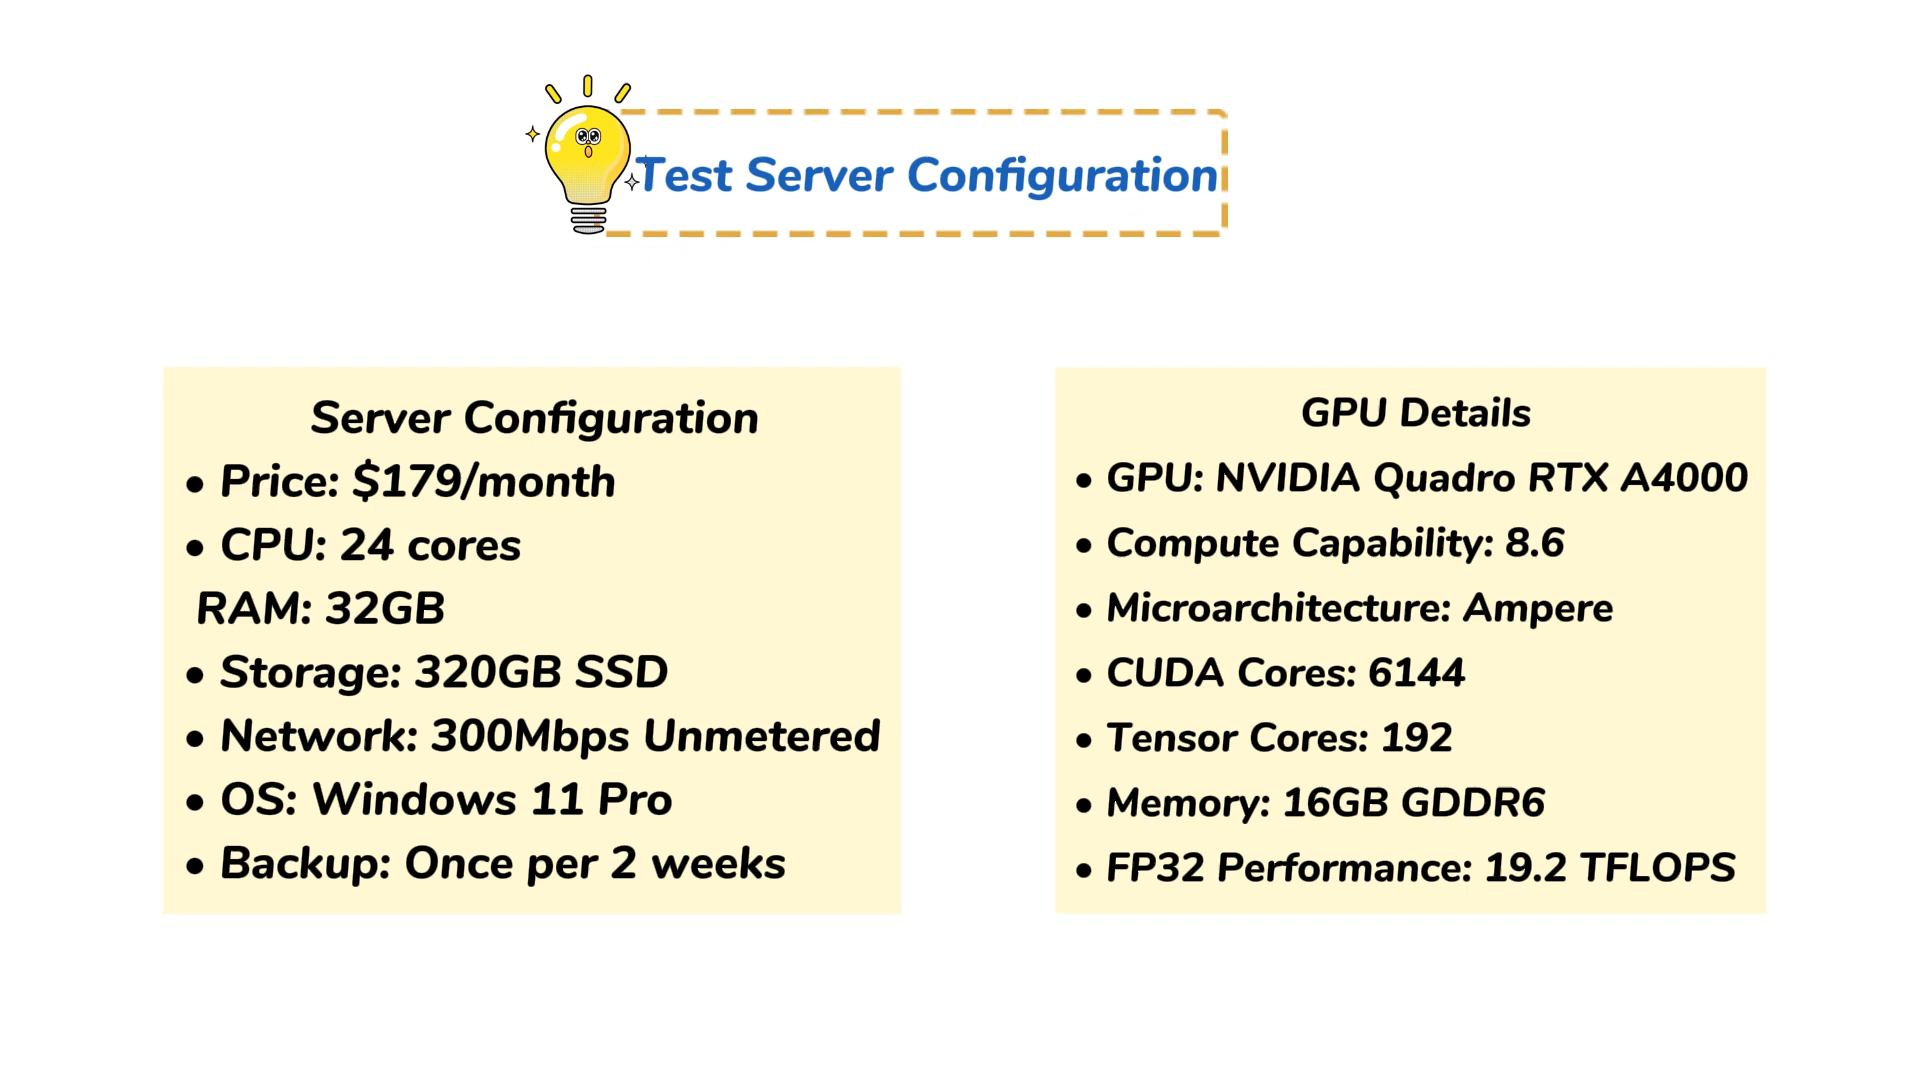 Test Server Configuration
Server Configuration
• Price: $179/month
• CPU: 24 cores
RAM: 32GB
• Storage: 320GB SSD
• Network: 300Mbps Unmetered
• OS: Windows 11 Pro
• Backup: Once per 2 weeks
GPU Details
• GPU: NVIDIA Quadro RTX A4000
• Compute Capability: 8.6
• Microarchitecture: Ampere
• CUDA Cores: 6144
• Tensor Cores: 192
• Memory: 16GB GDDR6
• FP32 Performance: 19.2 TFLOPS